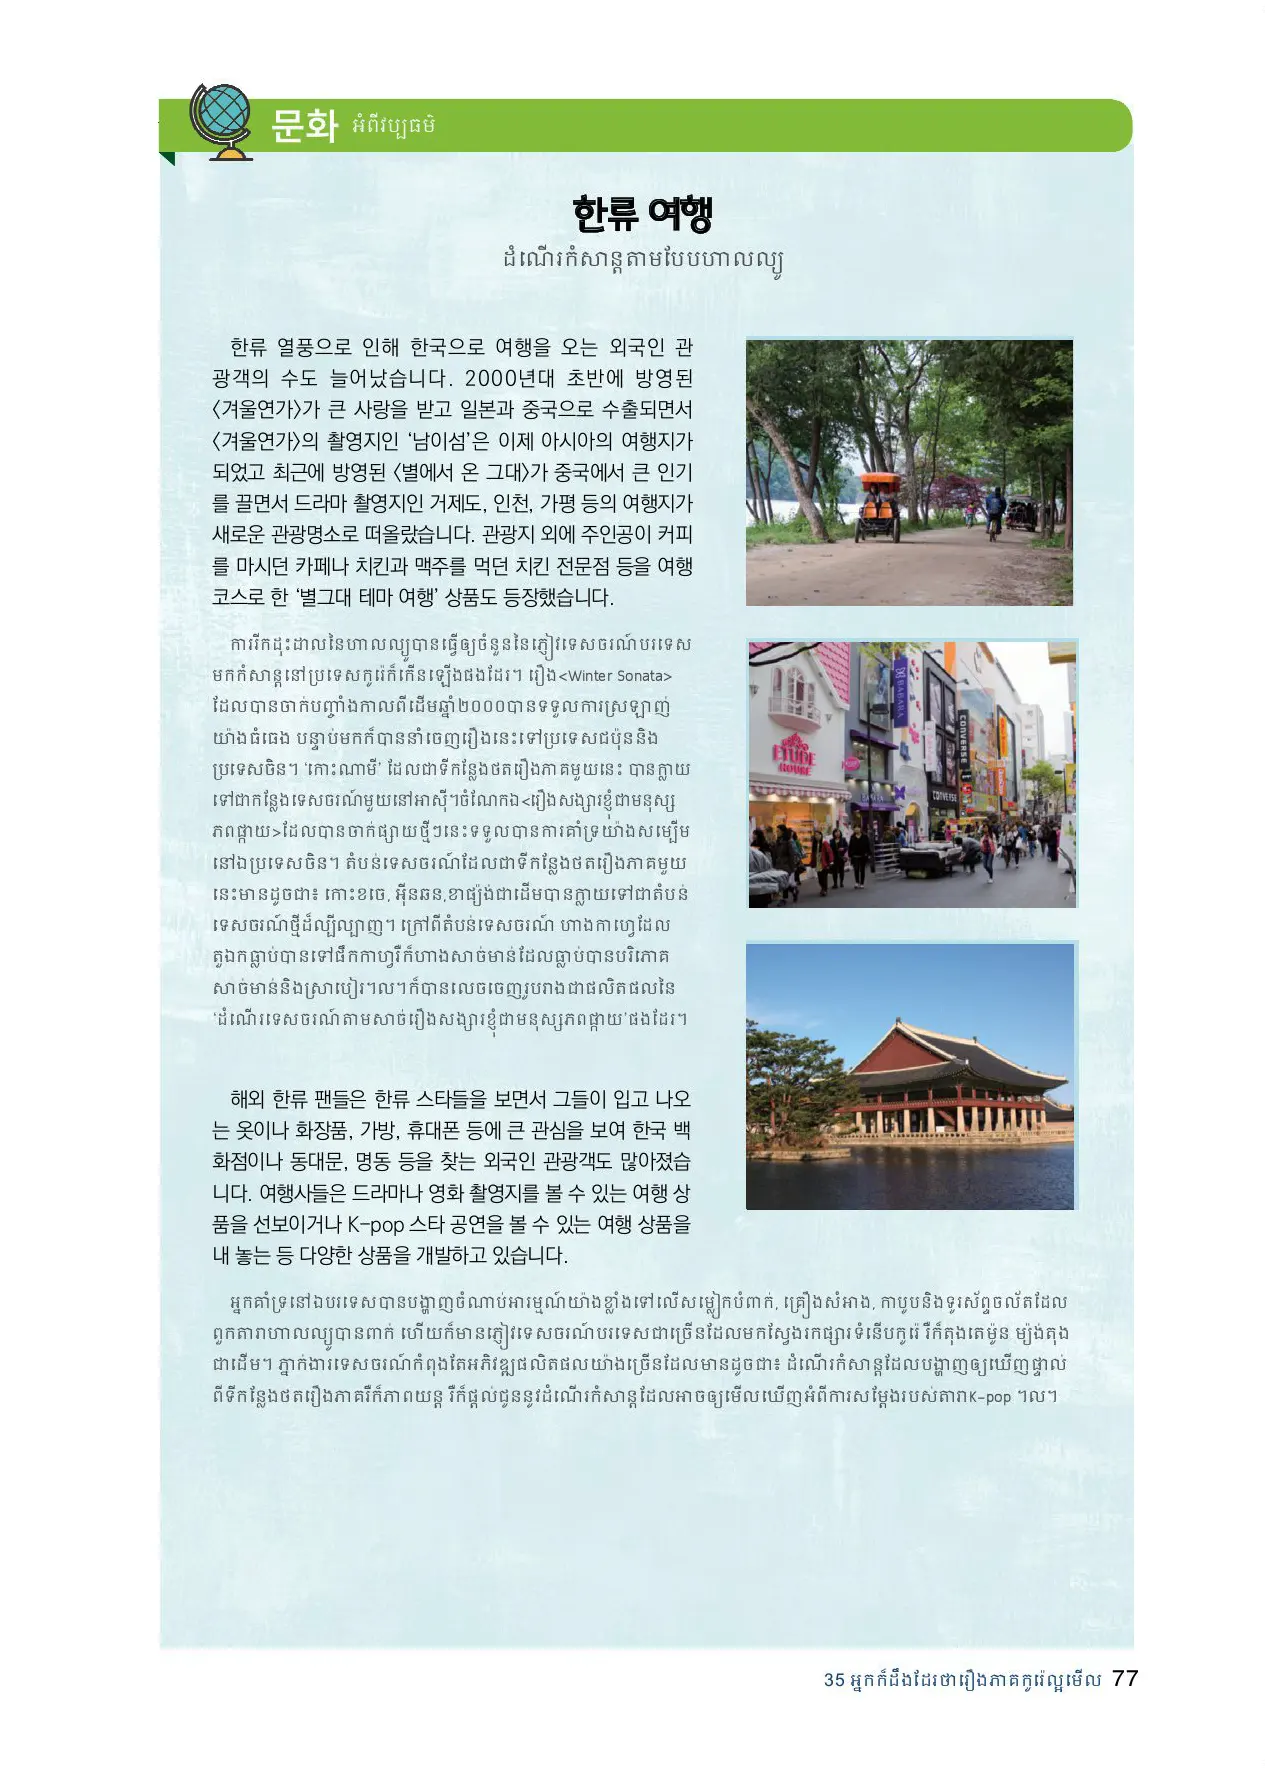 문화 អំពីវប្បធម៌
한류 여행
ដំណើរកំសាន្តតាមបែបហាលល្យូ
한류 열풍으로 인해 한국으로 여행을 오는 외국인 관
광객의 수도 늘어났습니다. 2000년대 초반에 방영된
<겨울연가>가 큰 사랑을 받고 일본과 중국으로 수출되면서
<겨울연가>의 촬영지인 ‘남이섬’은 이제 아시아의 여행지가
되었고 최근에 방영된 <별에서 온 그대>가 중국에서 큰 인기
를 끌면서 드라마 촬영지인 거제도, 인천, 가평 등의 여행지가
새로운 관광명소로 떠올랐습니다. 관광지 외에 주인공이 커피
를 마시던 카페나 치킨과 맥주를 먹던 치킨 전문점 등을 여행
코스로 한 ‘별그대 테마 여행’ 상품도 등장했습니다.
ការរីកដុះដាលនៃហាលល្យូបានធ្វើឲ្យចំនួននៃភ្ញៀវទេសចរណ៍បរទេស
មកកំសាន្តនៅប្រទេសកូរ៉េក៏កើនឡើងផងដែរ។ រឿង<Winter Sonata>
ដែលបានចាក់បញ្ចាំងកាលពីដើមឆ្នាំ២០០០បានទទួលការស្រឡាញ់
យ៉ាងធំធេង បន្ទាប់មកក៏បាននាំចេញរឿងនេះទៅប្រទេសជប៉ុននិង
ប្រទេសចិន។ ‘កោះណាមី’ ដែលជាទីកន្លែងថតរឿងភាគមួយនេះ បានក្លាយ
ទៅជាកន្លែងទេសចរណ៍មួយនៅអាស៊ី។ចំណែកឯ<រឿងសង្សារខ្ញុំជាមនុស្ស
ភពផ្កាយ>ដែលបានចាក់ផ្សាយថ្មីៗនេះទទួលបានការគាំទ្រយ៉ាងសម្បើម
នៅឯប្រទេសចិន។ តំបន់ទេសចរណ៍ដែលជាទីកន្លែងថតរឿងភាគមួយ
នេះមានដូចជា៖ កោះខចេ, អ៊ីនឆន,ខាផ្យ៉ងជាដើមបានក្លាយទៅជាតំបន់
ទេសចរណ៍ថ្មីដ៏ល្បីល្បាញ។ ក្រៅពីតំបន់ទេសចរណ៍ ហាងកាហ្វេដែល
តួឯកធ្លាប់បានទៅផឹកកាហ្វរឺក៏ហាងសាច់មាន់ដែលធ្លាប់បានបរិភោគ
សាច់មាន់និងស្រាបៀរ។ល។ក៏បានលេចចេញរូបរាងជាផលិតផលនៃ
‘ដំណើរទេសចរណ៍តាមសាច់រឿងសង្សារខ្ញុំជាមនុស្សភពផ្កាយ’ផងដែរ។
해외 한류 팬들은 한류 스타들을 보면서 그들이 입고 나오
는 옷이나 화장품, 가방, 휴대폰 등에 큰 관심을 보여 한국 백
화점이나 동대문, 명동 등을 찾는 외국인 관광객도 많아졌습
니다. 여행사들은 드라마나 영화 촬영지를 볼 수 있는 여행 상
품을 선보이거나 K-pop 스타 공연을 볼 수 있는 여행 상품을
내 놓는 등 다양한 상품을 개발하고 있습니다.
អ្នកគាំទ្រនៅឯបរទេសបានបង្ហាញចំណាប់អារម្មណ៍យ៉ាងខ្លាំងទៅលើសម្លៀកបំពាក់, គ្រឿងសំអាង, កាបូបនិងទូរស័ព្ទចល័តដែល
ពួកតារាហាលល្យូបានពាក់ ហើយក៏មានភ្ញៀវទេសចរណ៍បរទេសជាច្រើនដែលមកស្វែងរកផ្សារទំនើបកូរ៉េ រឺក៏តុងតេម៉ូន ម្យ៉ងតុង
ជាដើម។ ភ្នាក់ងារទេសចរណ៍កំពុងតែអភិវឌ្ឍផលិតផលយ៉ាងច្រើនដែលមានដូចជា៖ ដំណើរកំសាន្តដែលបង្ហាញឲ្យឃើញផ្ទាល់
ពីទីកន្លែងថតរឿងភាគរឺក៏ភាពយន្ត រឺក៏ផ្តល់ជូននូវដំណើរកំសាន្តដែលអាចឲ្យមើលឃើញអំពីការសម្តែងរបស់តារាK-pop ។ល។
ETUDE
HOUSE
BABARA
CONVERSE
CONVERSE
35 អ្នកក៏ដឹងដែរថារឿងភាគកូរ៉េល្អមើល 77